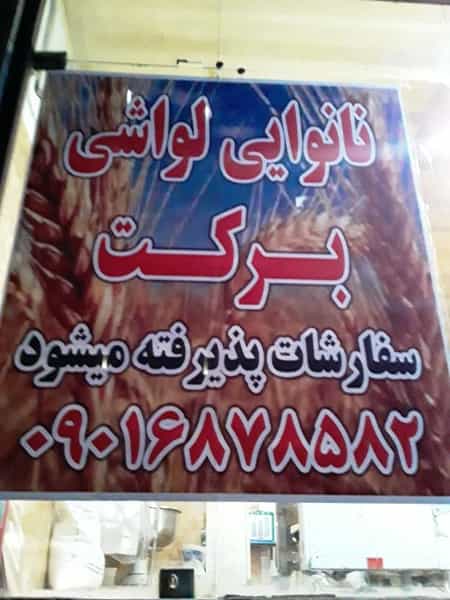 نانوایی لواشی
برکت
سفارشات پذیرفته میشود
۰۹۰۱۶۸۷۸۵۸۲